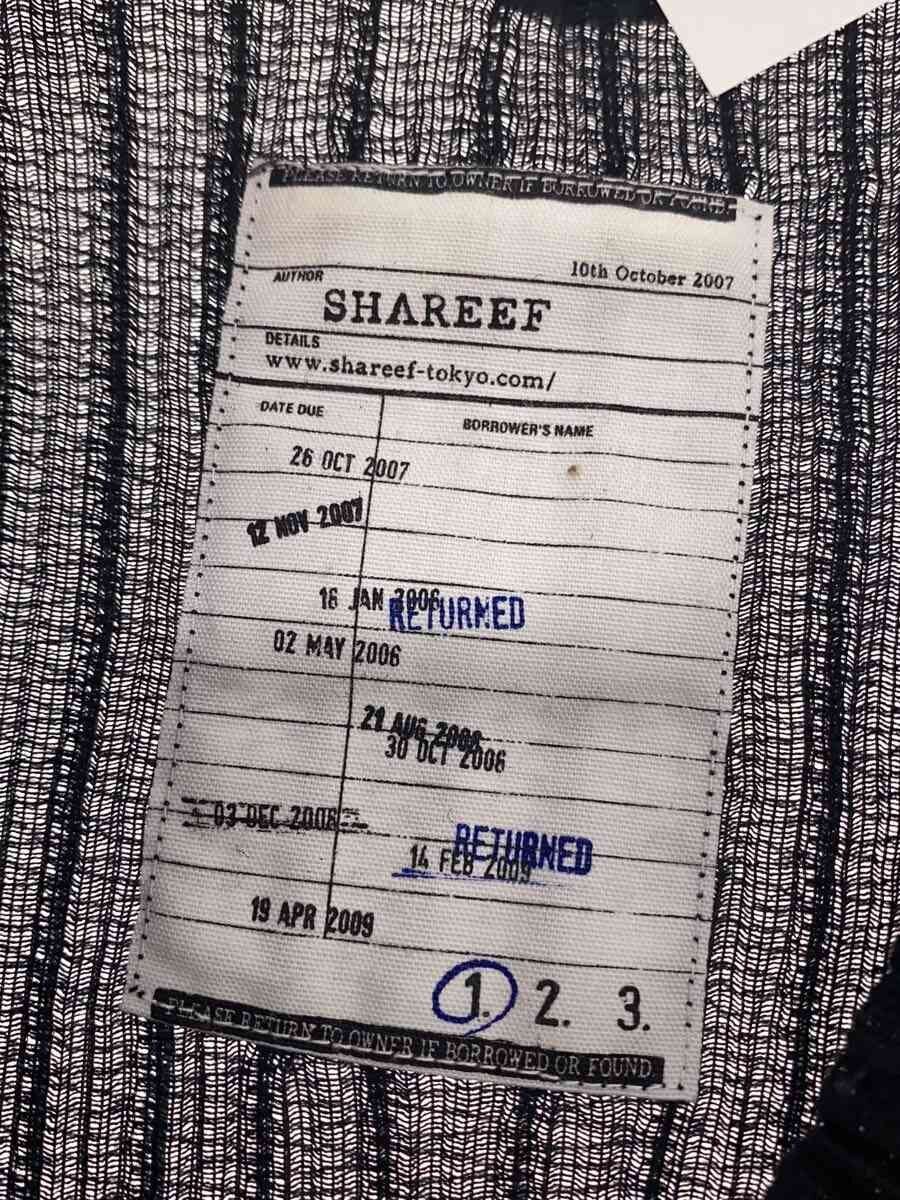 PLEASE RETURN TO OWNER IF BORROWED OR FOUND.
10th October 2007
AUTHOR
SHAREEF
DETAILS
www.shareef-tokyo.com/
DATE DUE BORROWER'S NAME
26 OCT 2007
12 NOV 2007
16 JAN 2006 RETURNED
02 MAY 2006
21 AUG 2006
30 OCT 2006
03 DEC 2006
RETURNED
14 FEB 2009
19 APR 2009
1. 2. 3.
PLEASE RETURN TO OWNER IF BORROWED OR FOUND.